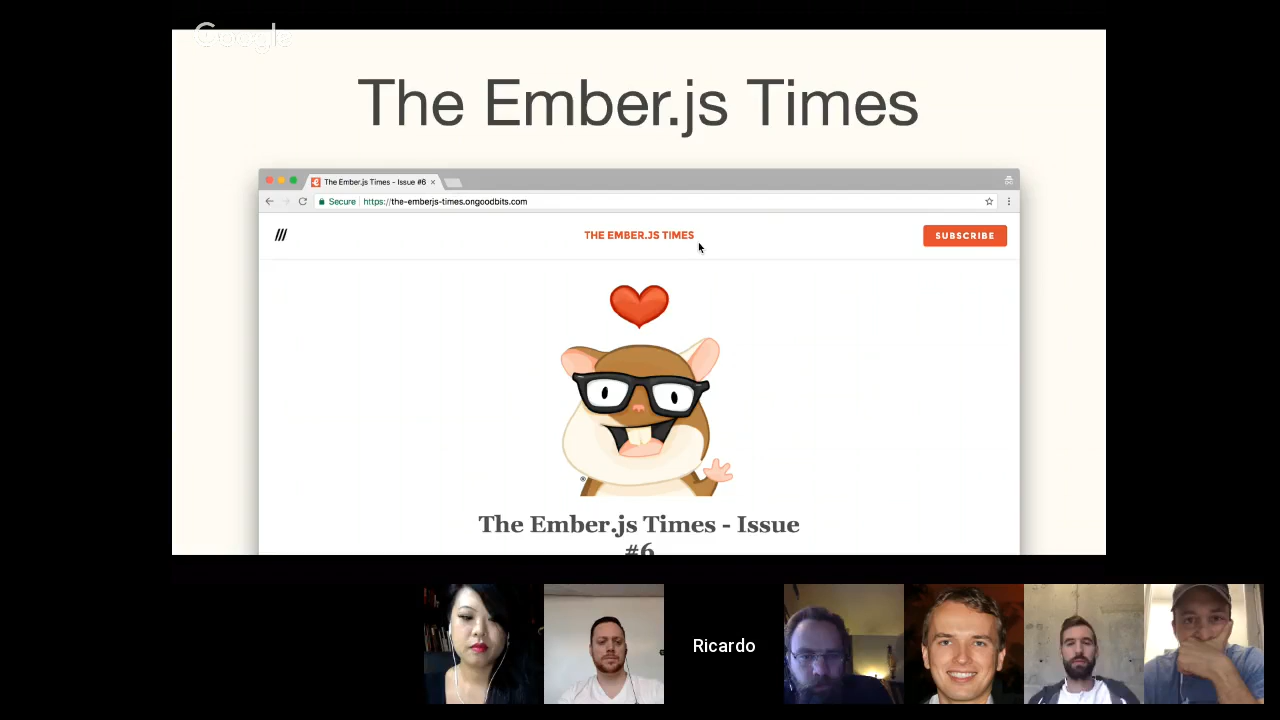 Google
The Ember.js Times
The Ember.js Times - Issue #6
Secure https://the-emberjs-times.ongoodbits.com
THE EMBER.JS TIMES
SUBSCRIBE
®
The Ember.js Times - Issue
#6
Ricardo